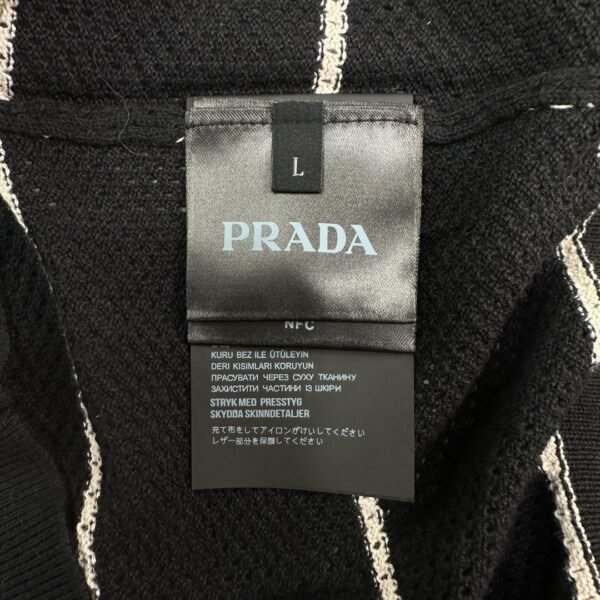 L
PRADA
NFC
KURU BEZ ILE ÜTÜLEYIN
DERI KISIMLARI KORUYUN
ПРАСУВАТИ ЧЕРЕЗ СУХУ ТКАНИНУ
ЗАХИСТИТИ ЧАСТИНИ ІЗ ШКІРИ
STRYK MED PRESSTYG
SKYDDA SKINNDETALJER
充て布をしてアイロンがけいしてください
レザー部分を保護してください